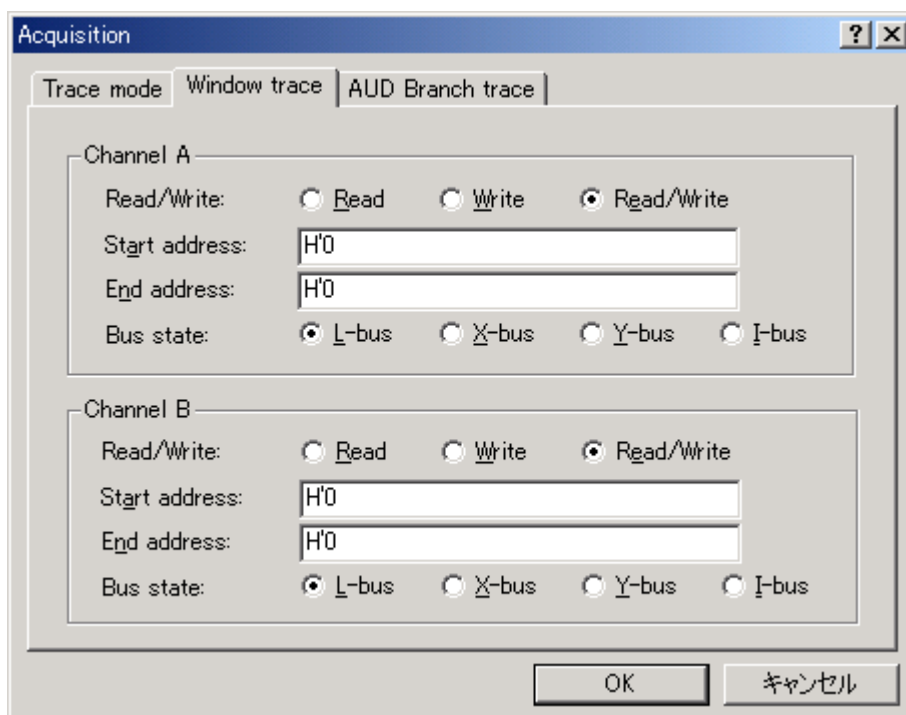 Acquisition
Trace mode Window trace AUD Branch trace
Channel A
Read/Write: Read Write Read/Write
Start address: H'0
End address: H'0
Bus state: L-bus X-bus Y-bus I-bus
Channel B
Read/Write: Read Write Read/Write
Start address: H'0
End address: H'0
Bus state: L-bus X-bus Y-bus I-bus
OK キャンセル